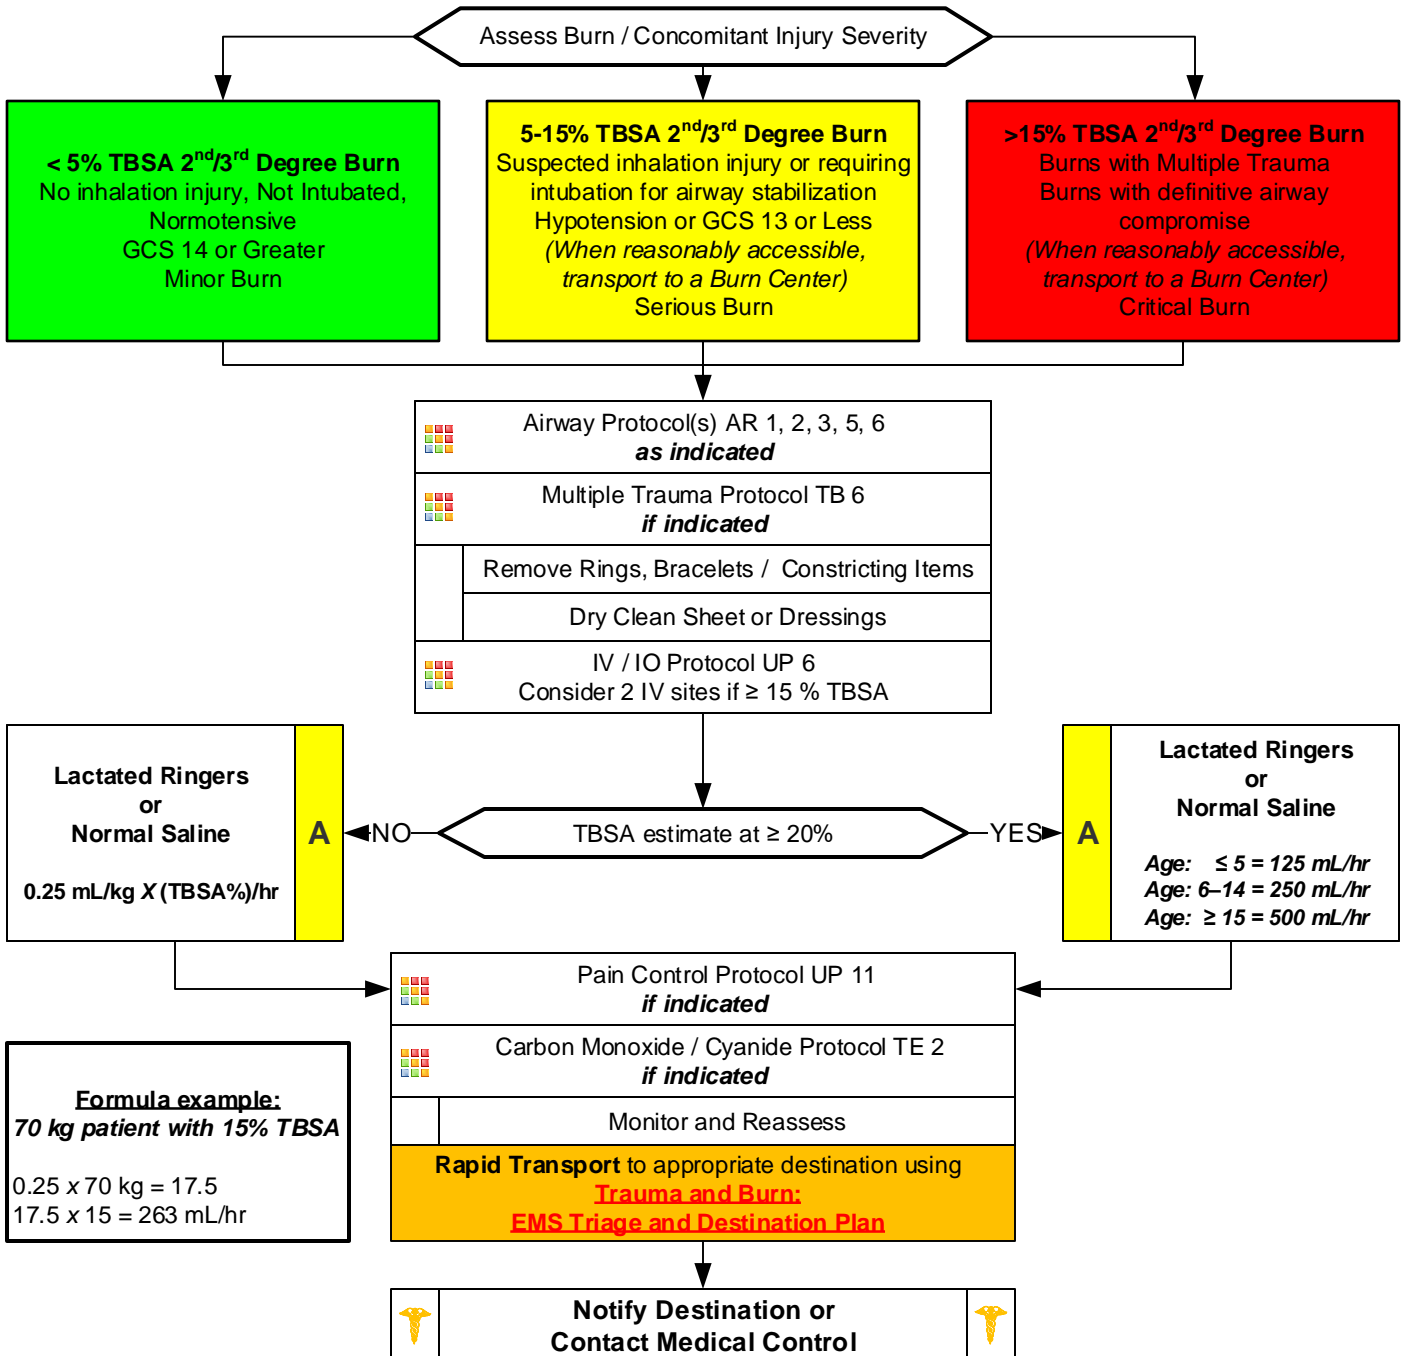 Assess Burn / Concomitant Injury Severity
< 5% TBSA 2nd/3rd Degree Burn
No inhalation injury, Not Intubated,
Normotensive
GCS 14 or Greater
Minor Burn
5-15% TBSA 2nd/3rd Degree Burn
Suspected inhalation injury or requiring
intubation for airway stabilization
Hypotension or GCS 13 or Less
(When reasonably accessible,
transport to a Burn Center)
Serious Burn
>15% TBSA 2nd/3rd Degree Burn
Burns with Multiple Trauma
Burns with definitive airway
compromise
(When reasonably accessible,
transport to a Burn Center)
Critical Burn
Airway Protocol(s) AR 1, 2, 3, 5, 6
as indicated
Multiple Trauma Protocol TB 6
if indicated
Remove Rings, Bracelets / Constricting Items
Dry Clean Sheet or Dressings
IV / IO Protocol UP 6
Consider 2 IV sites if ≥ 15 % TBSA
Lactated Ringers
or
Normal Saline
0.25 mL/kg X (TBSA%)/hr
A
NO
TBSA estimate at ≥ 20%
YES
A
Lactated Ringers
or
Normal Saline
Age: ≤ 5 = 125 mL/hr
Age: 6–14 = 250 mL/hr
Age: ≥ 15 = 500 mL/hr
Pain Control Protocol UP 11
if indicated
Carbon Monoxide / Cyanide Protocol TE 2
if indicated
Monitor and Reassess
Rapid Transport to appropriate destination using
Trauma and Burn:
EMS Triage and Destination Plan
Formula example:
70 kg patient with 15% TBSA
0.25 x 70 kg = 17.5
17.5 x 15 = 263 mL/hr
Notify Destination or
Contact Medical Control